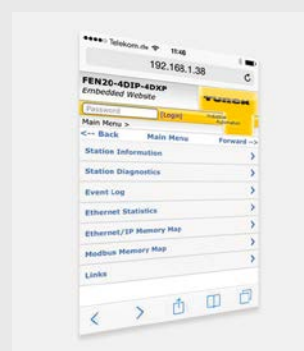 Telekom.de 11:48
192.168.1.38
FEN20-4DIP-4DXP
Embedded Website
TURCK
Password [Login] Industrial Automation
Main Menu >
<-- Back Main Menu Forward -->
Station Information
Station Diagnostics
Event Log
Ethernet Statistics
Ethernet/IP Memory Map
Modbus Memory Map
Links